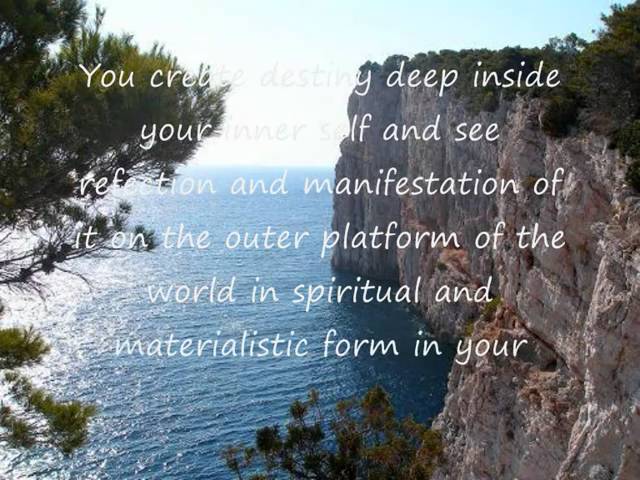 You create destiny deep inside
your inner self and see
refection and manifestation of
it on the outer platform of the
world in spiritual and
materialistic form in your